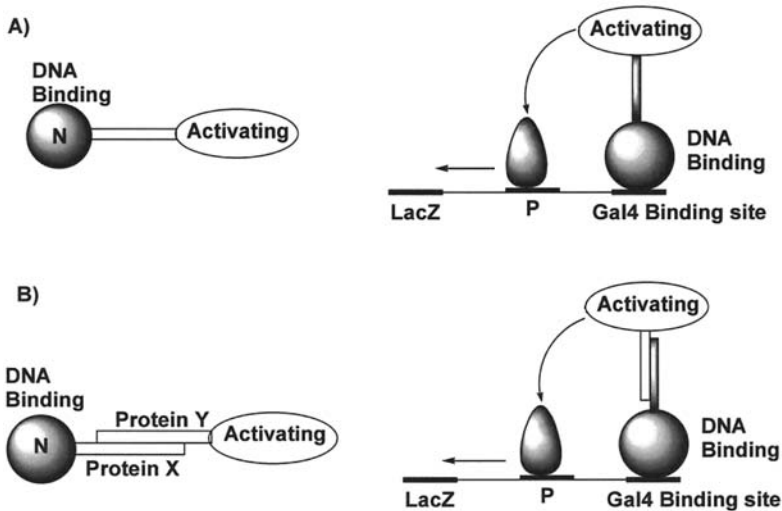 A)
DNA
Binding
N
Activating
Activating
DNA
Binding
LacZ
P
Gal4 Binding site
B)
DNA
Binding
N
Protein Y
Activating
Protein X
Activating
DNA
Binding
LacZ
P
Gal4 Binding site